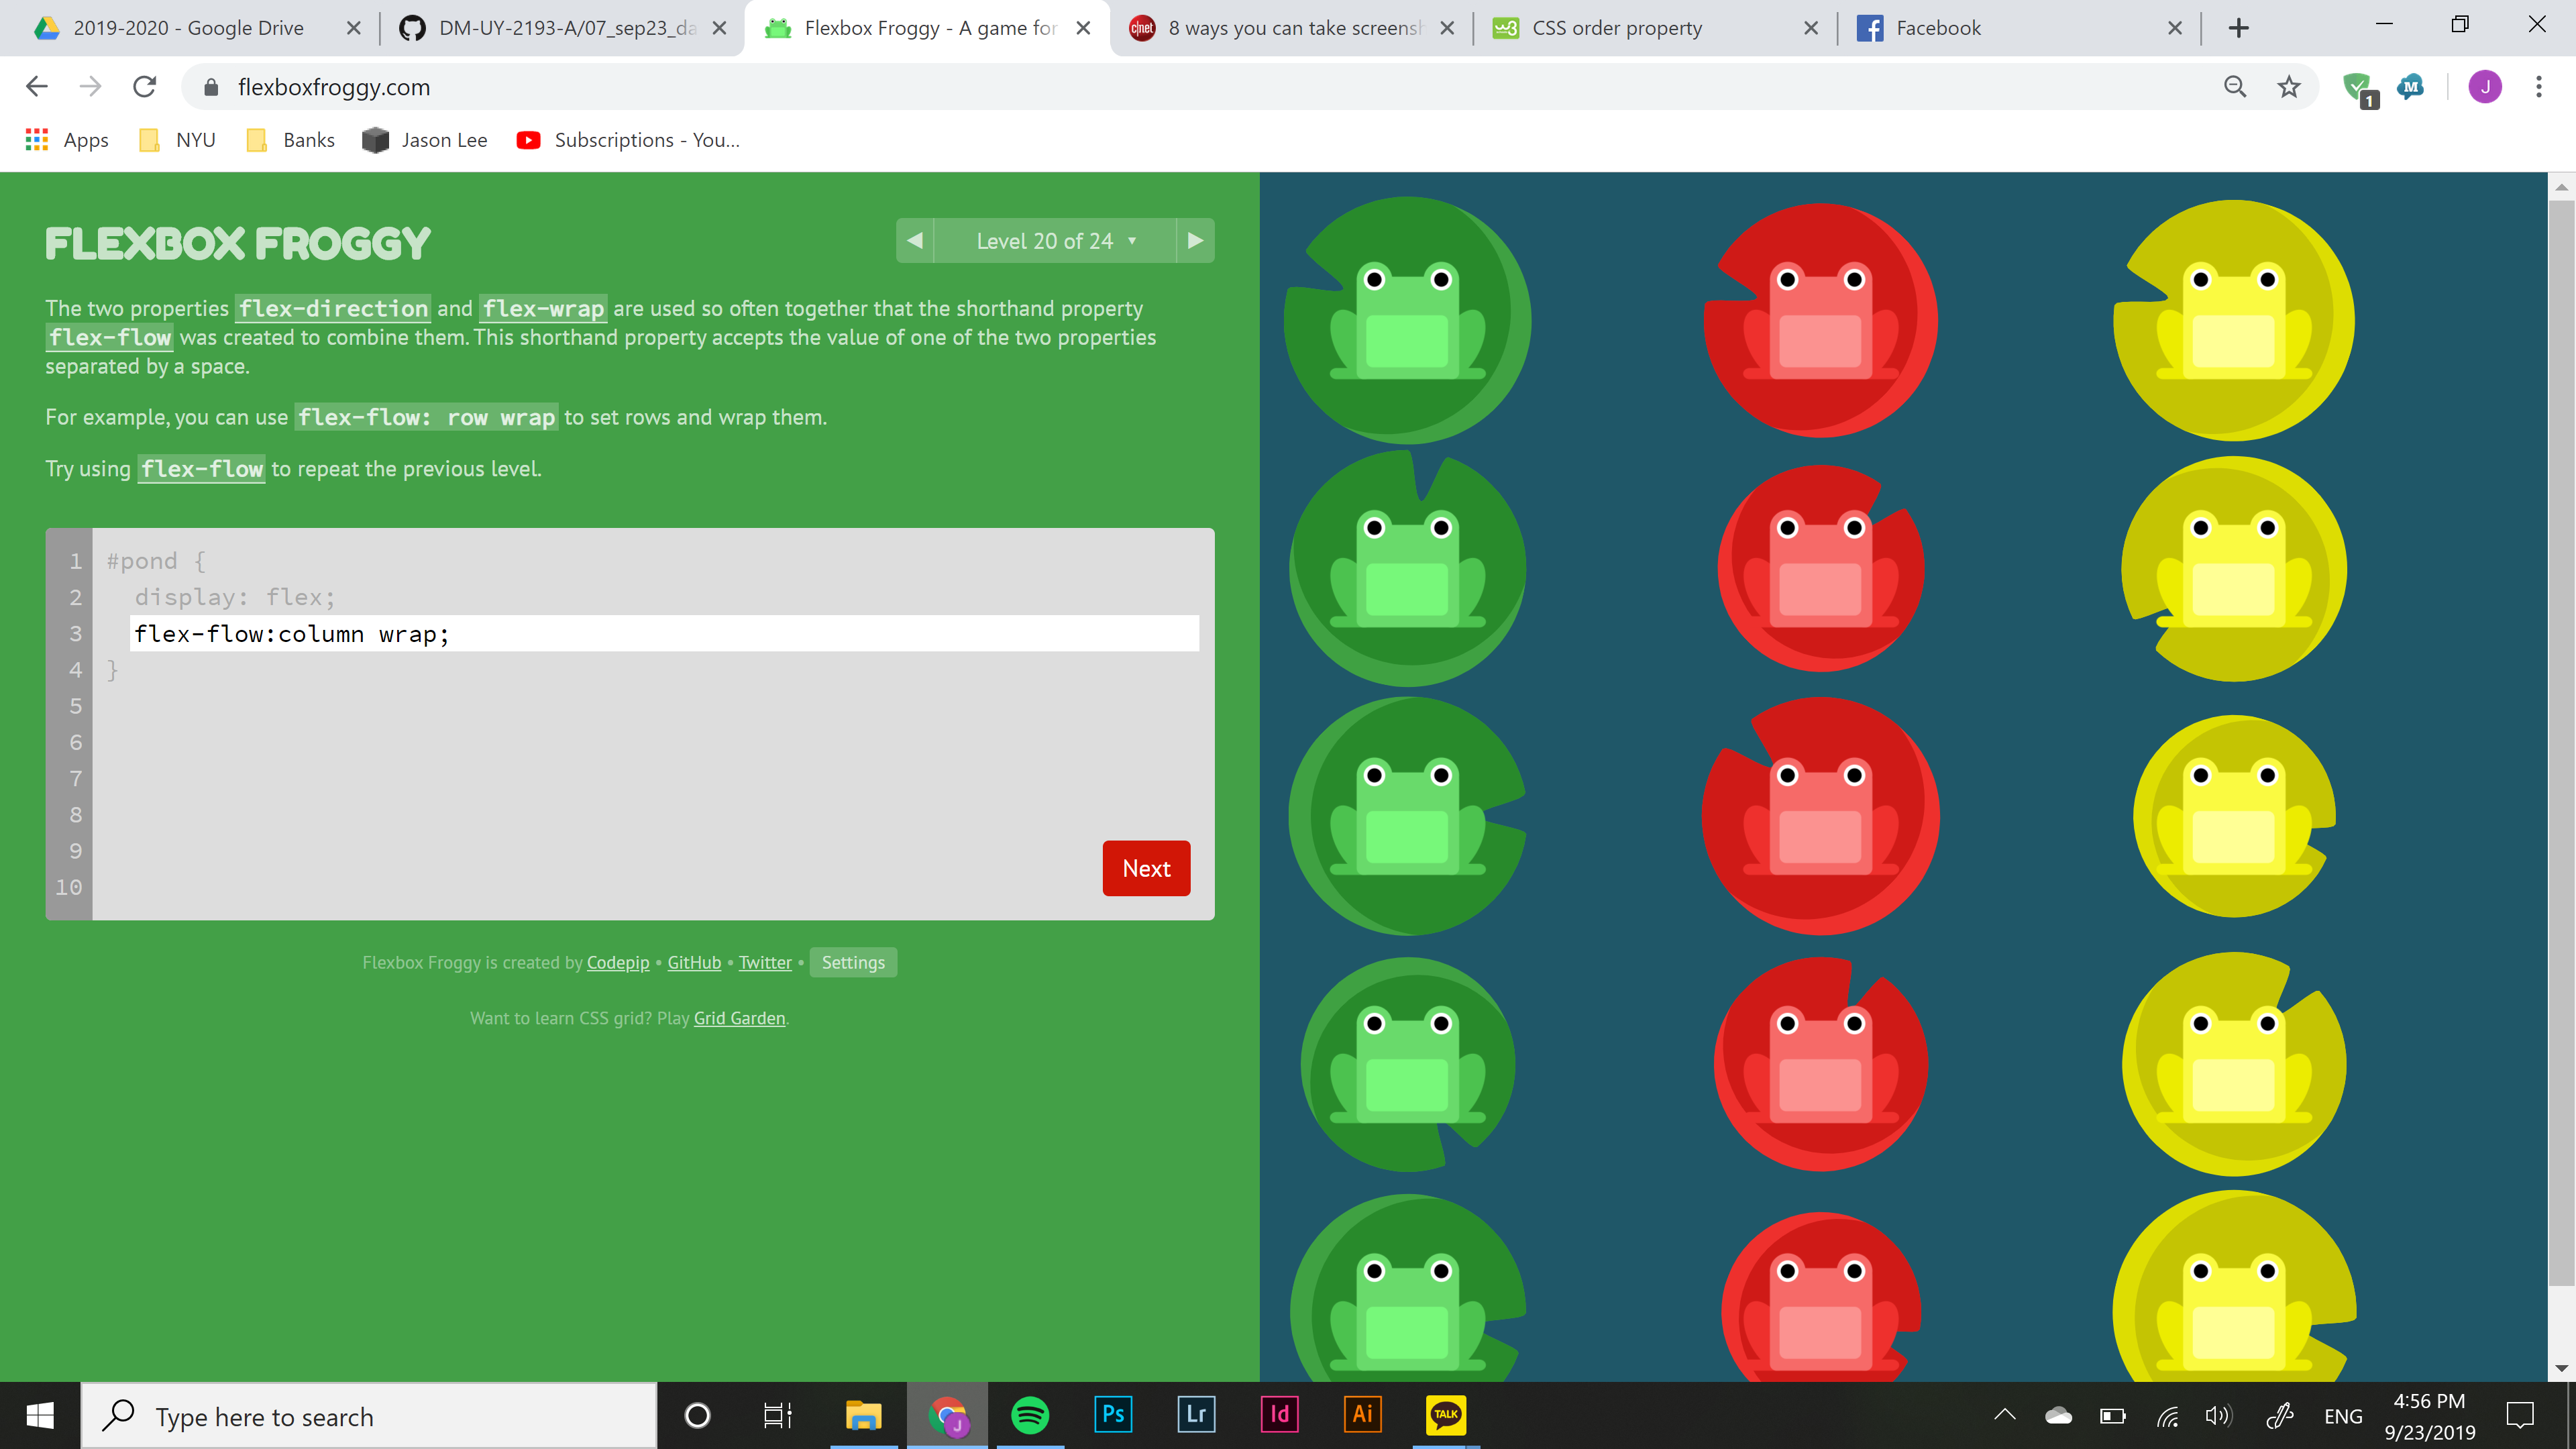 2019-2020 - Google Drive
DM-UY-2193-A/07_sep23_da
Flexbox Froggy - A game for
c|net
8 ways you can take screensh
w3
CSS order property
Facebook
flexboxfroggy.com
1
M
J
Apps
NYU
Banks
Jason Lee
Subscriptions - You...
FLEXBOX FROGGY
Level 20 of 24
The two properties flex-direction and flex-wrap are used so often together that the shorthand property
flex-flow was created to combine them. This shorthand property accepts the value of one of the two properties
separated by a space.
For example, you can use flex-flow: row wrap to set rows and wrap them.
Try using flex-flow to repeat the previous level.
1 #pond {
2 display: flex;
3 flex-flow:column wrap;
4 }
5
6
7
8
9
10
Next
Flexbox Froggy is created by Codepip • GitHub • Twitter • Settings
Want to learn CSS grid? Play Grid Garden.
Type here to search
J
Ps
Lr
Id
Ai
TALK
ENG
4:56 PM
9/23/2019